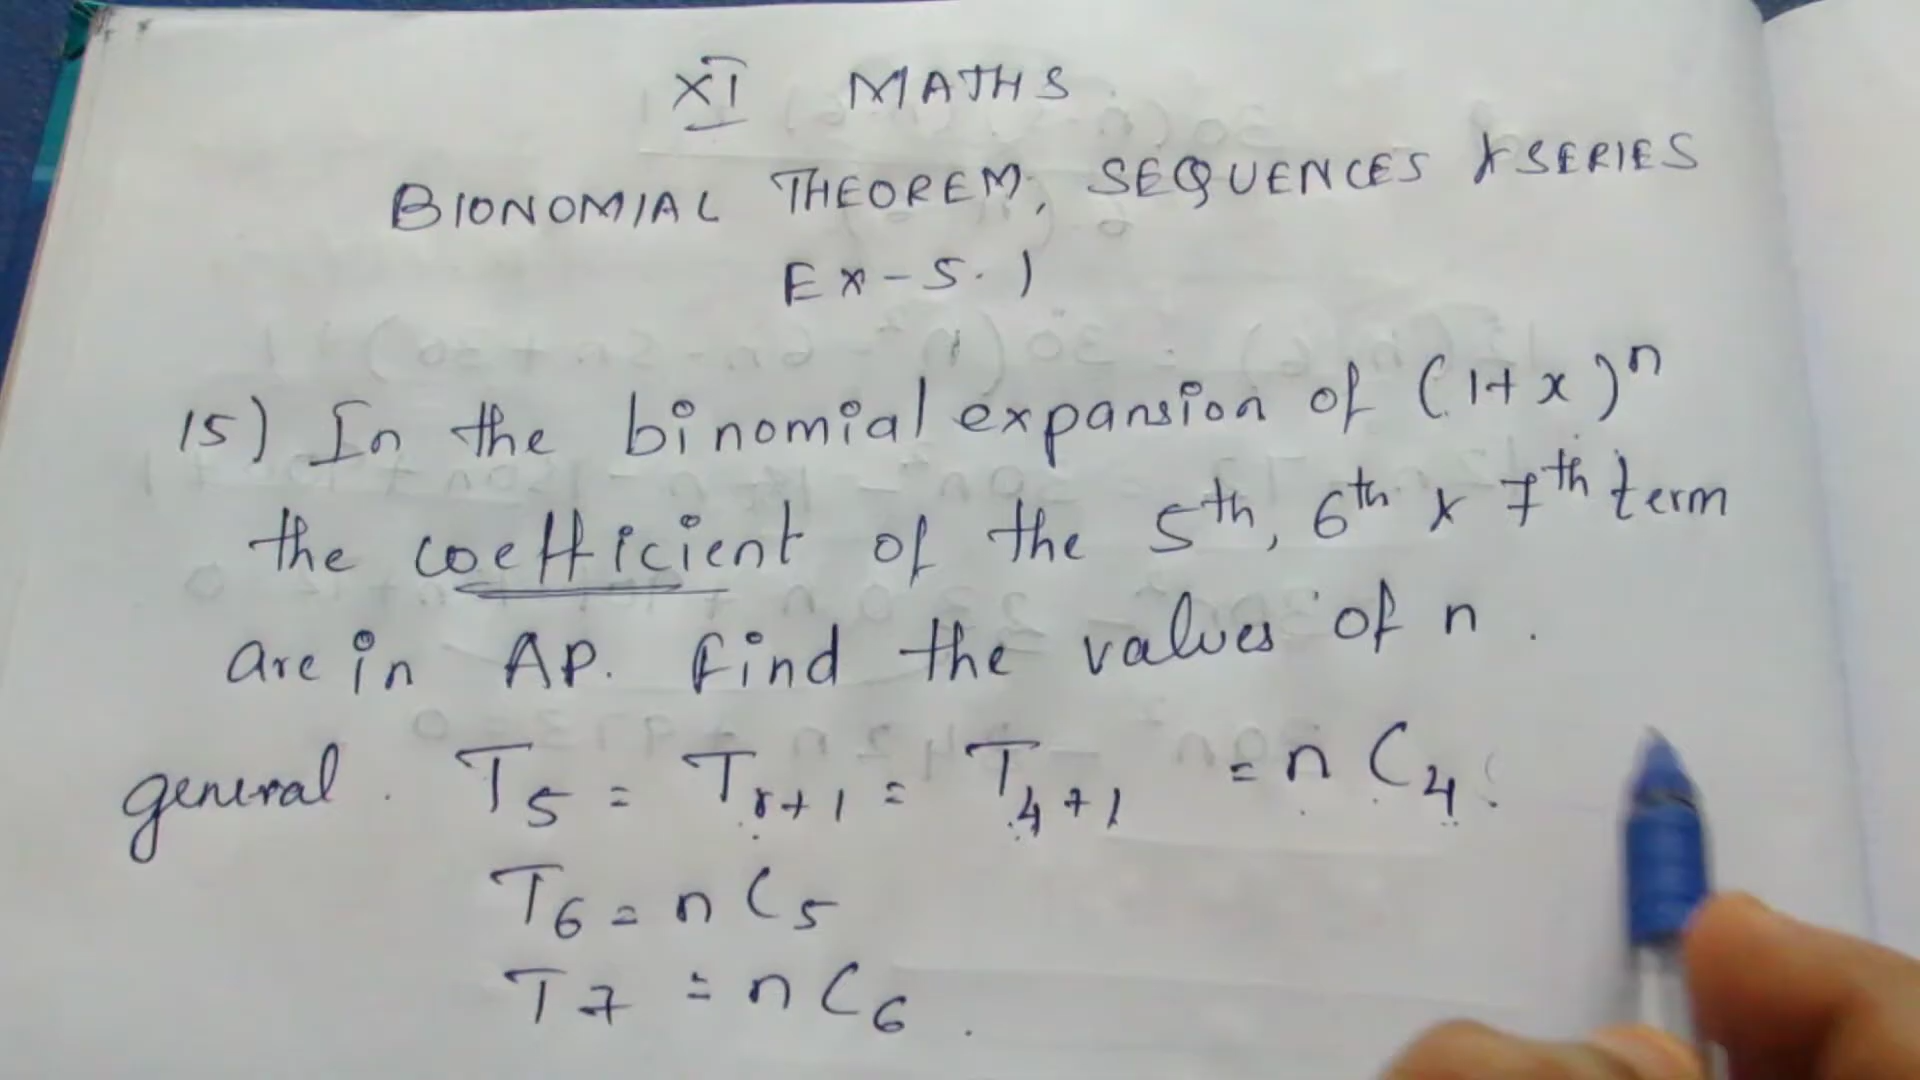 XI MATHS
BIONOMIAL THEOREM, SEQUENCES & SERIES
Ex-5.1
15) In the binomial expansion of (1+x)^n
the coefficient of the 5th, 6th & 7th term
are in AP. find the values of n.
general. T5 = Tr+1 = T4+1 = nC4
T6 = nC5
T7 = nC6.